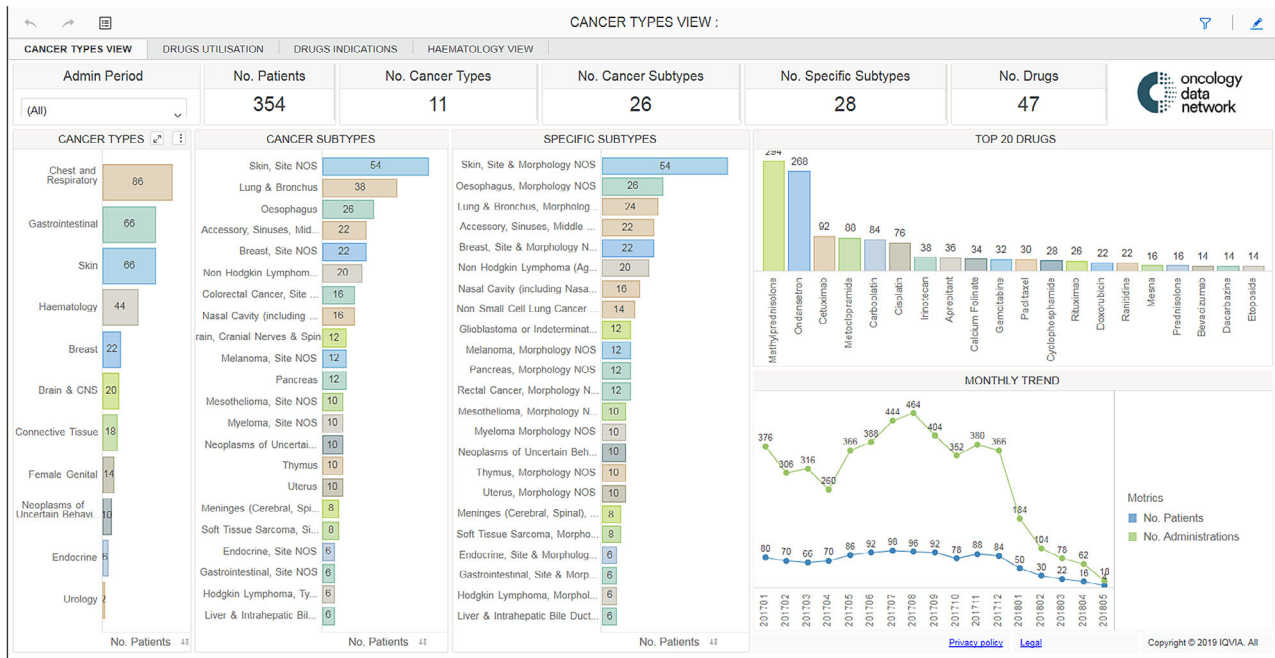 CANCER TYPES VIEW :
CANCER TYPES VIEW
DRUGS UTILISATION
DRUGS INDICATIONS
HAEMATOLOGY VIEW
Admin Period
(All)
No. Patients
354
No. Cancer Types
11
No. Cancer Subtypes
26
No. Specific Subtypes
28
No. Drugs
47
oncology
data
network
CANCER TYPES
Chest and
Respiratory
86
Gastrointestinal
66
Skin
66
Haematology
44
Breast
22
Brain & CNS
20
Connective Tissue
18
Female Genital
14
Neoplasms of
Uncertain Behavi...
10
Endocrine
6
Urology
2
No. Patients
CANCER SUBTYPES
Skin, Site NOS 54
Lung & Bronchus 38
Oesophagus 26
Accessory, Sinuses, Mid... 22
Breast, Site NOS 22
Non Hodgkin Lymphom... 20
Colorectal Cancer, Site ... 16
Nasal Cavity (including ... 16
rain, Cranial Nerves & Spin 12
Melanoma, Site NOS 12
Pancreas 12
Mesothelioma, Site NOS 10
Myeloma, Site NOS 10
Neoplasms of Uncertai... 10
Thymus 10
Uterus 10
Meninges (Cerebral, Spi... 8
Soft Tissue Sarcoma, Si... 8
Endocrine, Site NOS 6
Gastrointestinal, Site NOS 6
Hodgkin Lymphoma, Ty... 6
Liver & Intrahepatic Bil... 6
No. Patients
SPECIFIC SUBTYPES
Skin, Site & Morphology NOS 54
Oesophagus, Morphology NOS 26
Lung & Bronchus, Morpholog... 24
Accessory, Sinuses, Middle ... 22
Breast, Site & Morphology N... 22
Non Hodgkin Lymphoma (Ag... 20
Nasal Cavity (including Nasa... 16
Non Small Cell Lung Cancer ... 14
Glioblastoma or Indeterminat... 12
Melanoma, Morphology NOS 12
Pancreas, Morphology NOS 12
Rectal Cancer, Morphology N... 12
Mesothelioma, Morphology N... 10
Myeloma Morphology NOS 10
Neoplasms of Uncertain Beh... 10
Thymus, Morphology NOS 10
Uterus, Morphology NOS 10
Meninges (Cerebral, Spinal), ... 8
Soft Tissue Sarcoma, Morpho... 8
Endocrine, Site & Morpholog... 6
Gastrointestinal, Site & Morp... 6
Hodgkin Lymphoma, Morphol... 6
Liver & Intrahepatic Bile Duct... 6
No. Patients
TOP 20 DRUGS
294 268 92 88 84 76 38 36 34 32 30 28 26 22 22 16 16 14 14 14
Methylprednisolone
Ondansetron
Cetuximab
Metoclopramide
Carboplatin
Cisplatin
Irinotecan
Aprepitant
Calcium Folinate
Gemcitabine
Paclitaxel
Cyclophosphamide
Rituximab
Doxorubicin
Ranitidine
Mesna
Prednisolone
Bevacizumab
Dacarbazine
Etoposide
MONTHLY TREND
376 306 316 260 366 388 444 464 404 352 380 366 184 104 78 62 18
80 70 66 70 86 92 98 96 92 78 88 84 50 30 22 16
201701 201702 201703 201704 201705 201706 201707 201708 201709 201710 201711 201712 201801 201802 201803 201804 201805
Metrics
No. Patients
No. Administrations
Privacy policy
Legal
Copyright © 2019 IQVIA. All